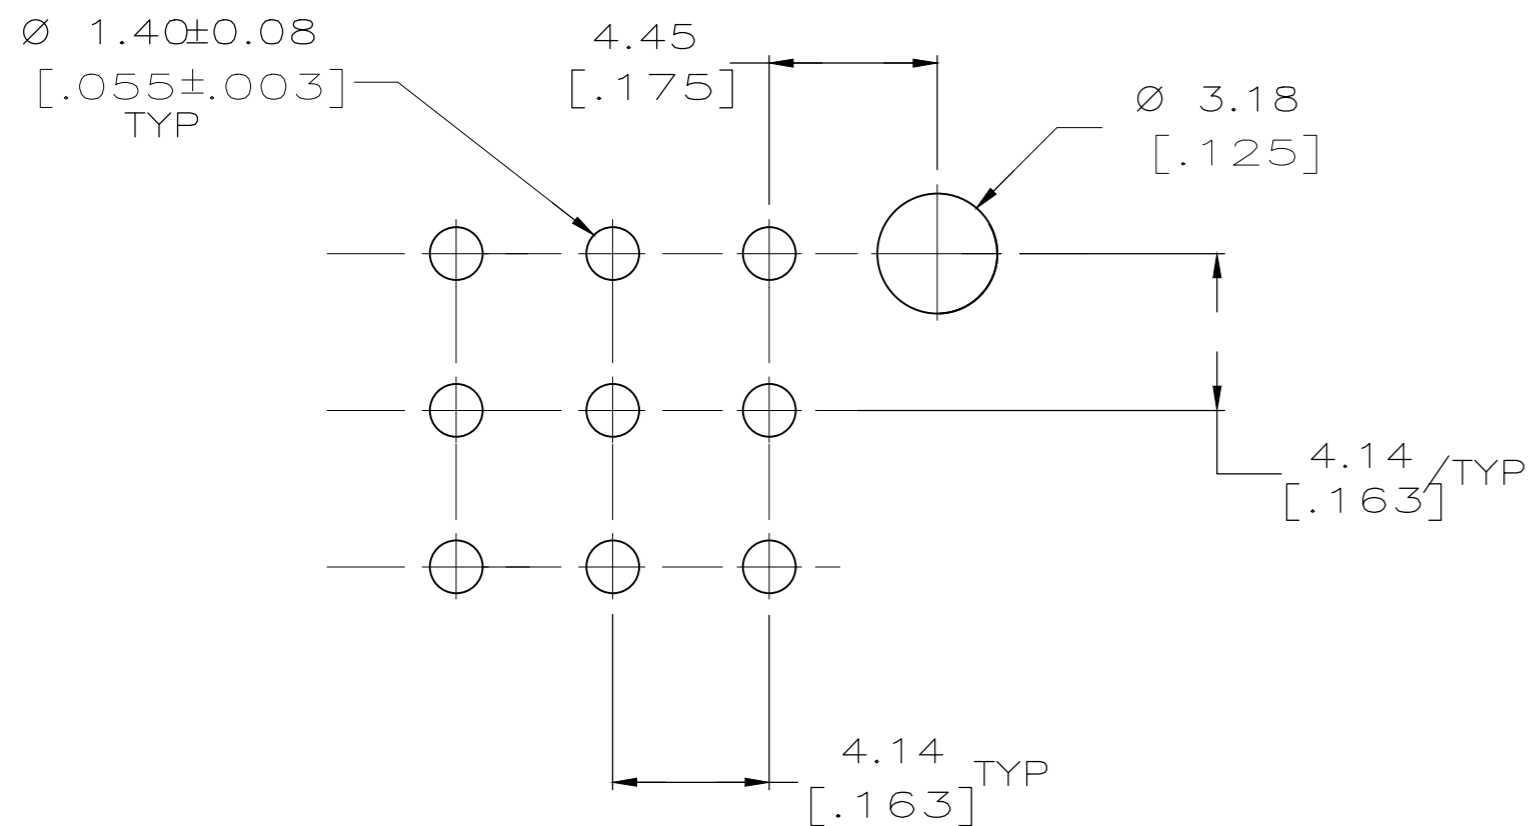 Ø 1.40±0.08
[.055±.003]
TYP
4.45
[.175]
Ø 3.18
[.125]
4.14
[.163]
/TYP
4.14
[.163]
TYP